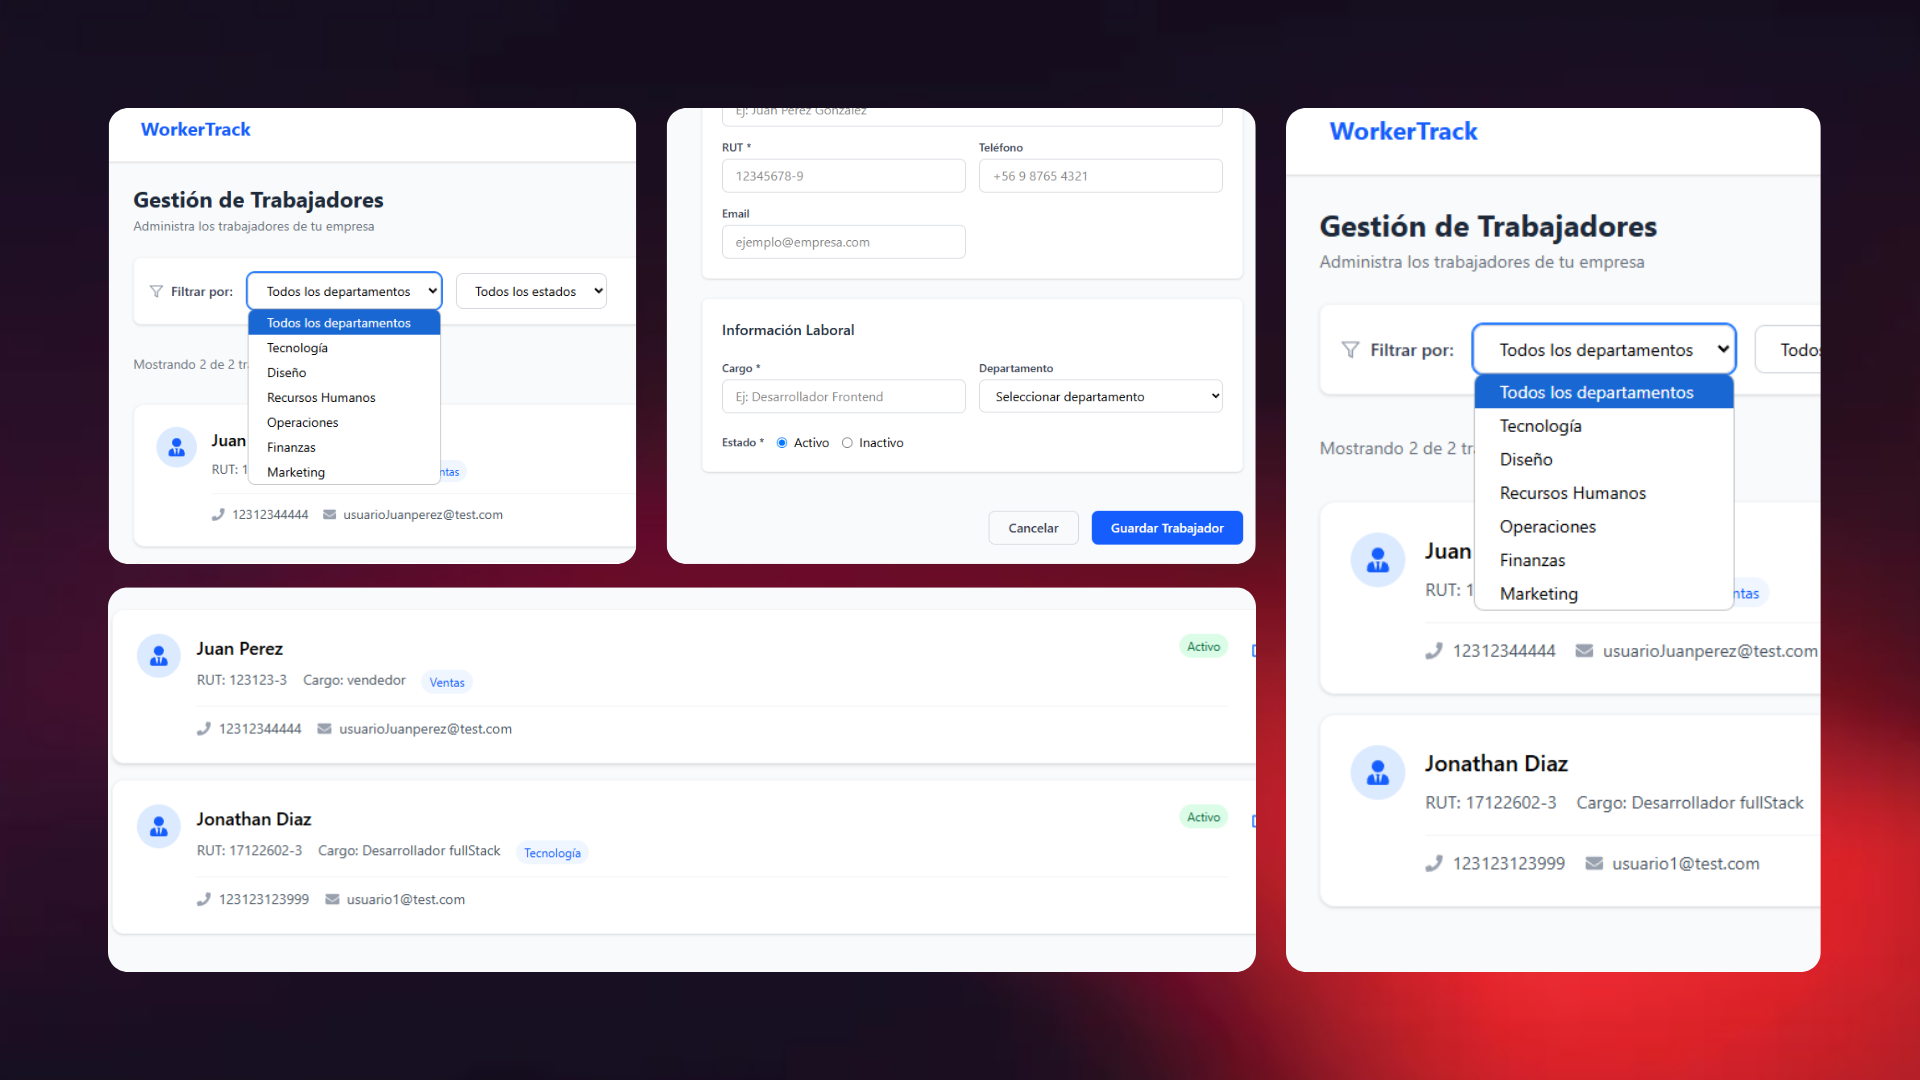 WorkerTrack
Gestión de Trabajadores
Administra los trabajadores de tu empresa
Filtrar por: Todos los departamentos Todos los estados
Todos los departamentos
Tecnología
Diseño
Recursos Humanos
Operaciones
Finanzas
Marketing
Mostrando 2 de 2 tr
Juan
RUT: 1 ntas
12312344444 usuarioJuanperez@test.com
Ej: Juan Pérez González
RUT * Teléfono
12345678-9 +56 9 8765 4321
Email
ejemplo@empresa.com
Información Laboral
Cargo * Departamento
Ej: Desarrollador Frontend Seleccionar departamento
Estado * Activo Inactivo
Cancelar Guardar Trabajador
Juan Perez Activo
RUT: 123123-3 Cargo: vendedor Ventas
12312344444 usuarioJuanperez@test.com
Jonathan Diaz Activo
RUT: 17122602-3 Cargo: Desarrollador fullStack Tecnología
123123123999 usuario1@test.com
WorkerTrack
Gestión de Trabajadores
Administra los trabajadores de tu empresa
Filtrar por: Todos los departamentos Todos
Todos los departamentos
Tecnología
Diseño
Recursos Humanos
Operaciones
Finanzas
Marketing
Mostrando 2 de 2 tr
Juan
RUT: 1 ntas
12312344444 usuarioJuanperez@test.com
Jonathan Diaz
RUT: 17122602-3 Cargo: Desarrollador fullStack
123123123999 usuario1@test.com